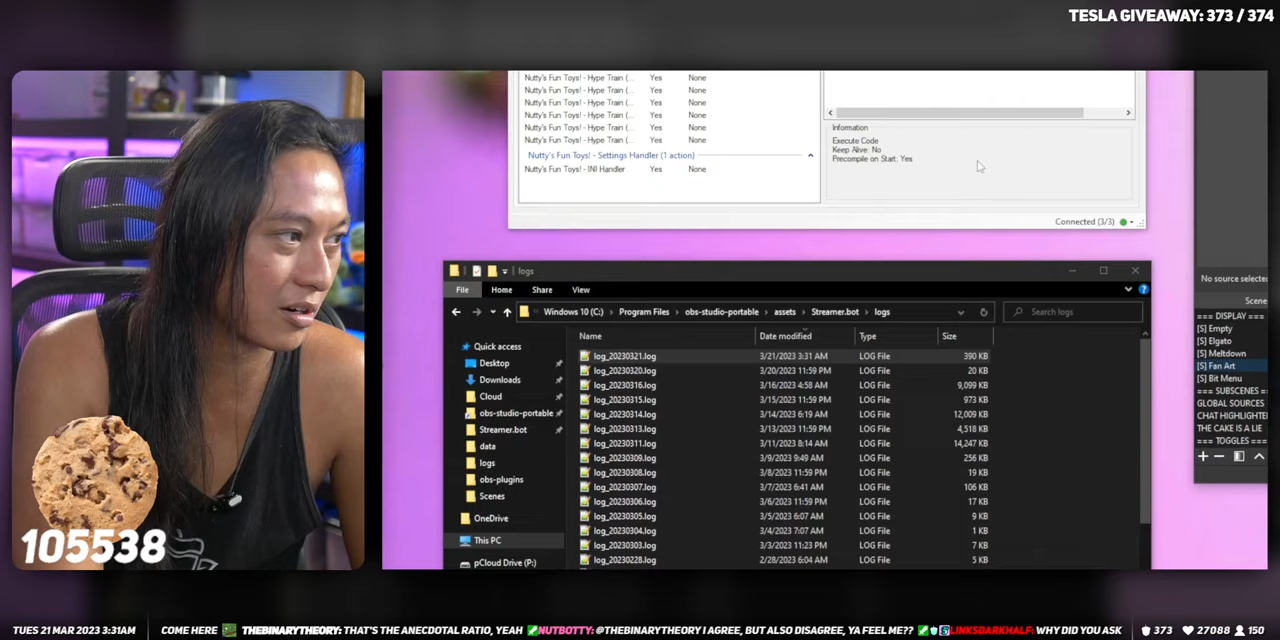 TESLA GIVEAWAY: 373 / 374
Nutty's Fun Toys! - Hype Train (... Yes None
Nutty's Fun Toys! - Hype Train (... Yes None
Nutty's Fun Toys! - Hype Train (... Yes None
Nutty's Fun Toys! - Hype Train (... Yes None
Nutty's Fun Toys! - Hype Train (... Yes None
Nutty's Fun Toys! - Hype Train (... Yes None
Nutty's Fun Toys! - Settings Handler (1 action)
Nutty's Fun Toys! - INI Handler Yes None
Information
Execute Code
Keep Alive: No
Precompile on Start: Yes
Connected (3/3)
logs
File Home Share View
Windows 10 (C:) Program Files obs-studio-portable assets Streamer.bot logs
Search logs
Quick access
Desktop
Downloads
Cloud
obs-studio-portable
Streamer.bot
data
logs
obs-plugins
Scenes
OneDrive
This PC
pCloud Drive (P:)
Name Date modified Type Size
log_20230321.log 3/21/2023 3:31 AM LOG File 390 KB
log_20230320.log 3/20/2023 11:59 PM LOG File 20 KB
log_20230316.log 3/16/2023 4:58 AM LOG File 9,099 KB
log_20230315.log 3/15/2023 11:59 PM LOG File 973 KB
log_20230314.log 3/14/2023 6:19 AM LOG File 12,009 KB
log_20230313.log 3/13/2023 11:59 PM LOG File 4,518 KB
log_20230311.log 3/11/2023 8:14 AM LOG File 14,247 KB
log_20230309.log 3/9/2023 9:49 AM LOG File 256 KB
log_20230308.log 3/8/2023 11:59 PM LOG File 19 KB
log_20230307.log 3/7/2023 6:41 AM LOG File 106 KB
log_20230306.log 3/6/2023 11:59 PM LOG File 17 KB
log_20230305.log 3/5/2023 6:07 AM LOG File 9 KB
log_20230304.log 3/4/2023 7:07 AM LOG File 1 KB
log_20230303.log 3/3/2023 11:23 PM LOG File 7 KB
log_20230228.log 2/28/2023 6:04 AM LOG File 5 KB
No source selecte
Scene
=== DISPLAY ===
[S] Empty
[S] Elgato
[S] Meltdown
[S] Fan Art
[S] Bit Menu
=== SUBSCENES =
GLOBAL SOURCES
CHAT HIGHLIGHTER
THE CAKE IS A LIE
=== TOGGLES ===
105538
TUES 21 MAR 2023 3:31AM COME HERE THEBINARYTHEORY: THAT'S THE ANECDOTAL RATIO, YEAH NUTBOTTY: @THEBINARYTHEORY I AGREE, BUT ALSO DISAGREE, YA FEEL ME?? LINKSDARKHALF: WHY DID YOU ASK 373 27088 150